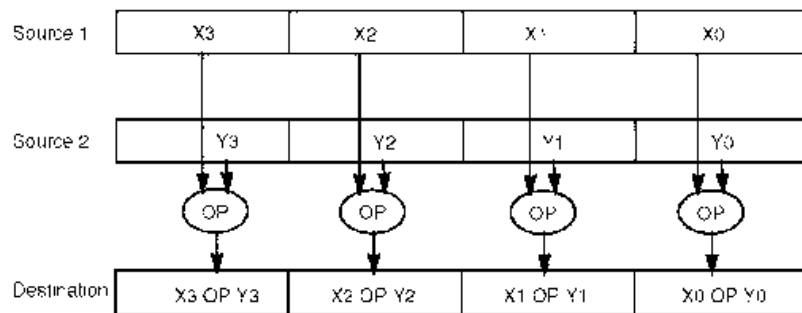 Source 1 X3 X2 X1 X0
Source 2 Y3 Y2 Y1 Y0
OP OP OP OP
Destination X3 OP Y3 X2 OP Y2 X1 OP Y1 X0 OP Y0